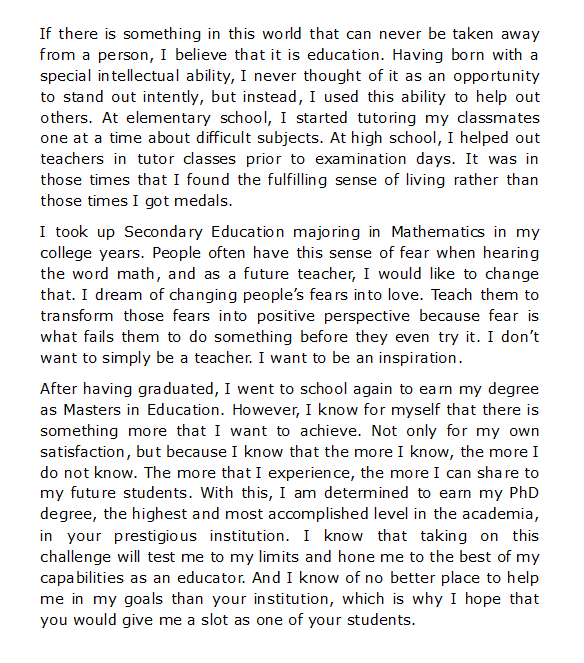 If there is something in this world that can never be taken away
from a person, I believe that it is education. Having born with a
special intellectual ability, I never thought of it as an opportunity
to stand out intently, but instead, I used this ability to help out
others. At elementary school, I started tutoring my classmates
one at a time about difficult subjects. At high school, I helped out
teachers in tutor classes prior to examination days. It was in
those times that I found the fulfilling sense of living rather than
those times I got medals.
I took up Secondary Education majoring in Mathematics in my
college years. People often have this sense of fear when hearing
the word math, and as a future teacher, I would like to change
that. I dream of changing people’s fears into love. Teach them to
transform those fears into positive perspective because fear is
what fails them to do something before they even try it. I don’t
want to simply be a teacher. I want to be an inspiration.
After having graduated, I went to school again to earn my degree
as Masters in Education. However, I know for myself that there is
something more that I want to achieve. Not only for my own
satisfaction, but because I know that the more I know, the more I
do not know. The more that I experience, the more I can share to
my future students. With this, I am determined to earn my PhD
degree, the highest and most accomplished level in the academia,
in your prestigious institution. I know that taking on this
challenge will test me to my limits and hone me to the best of my
capabilities as an educator. And I know of no better place to help
me in my goals than your institution, which is why I hope that
you would give me a slot as one of your students.